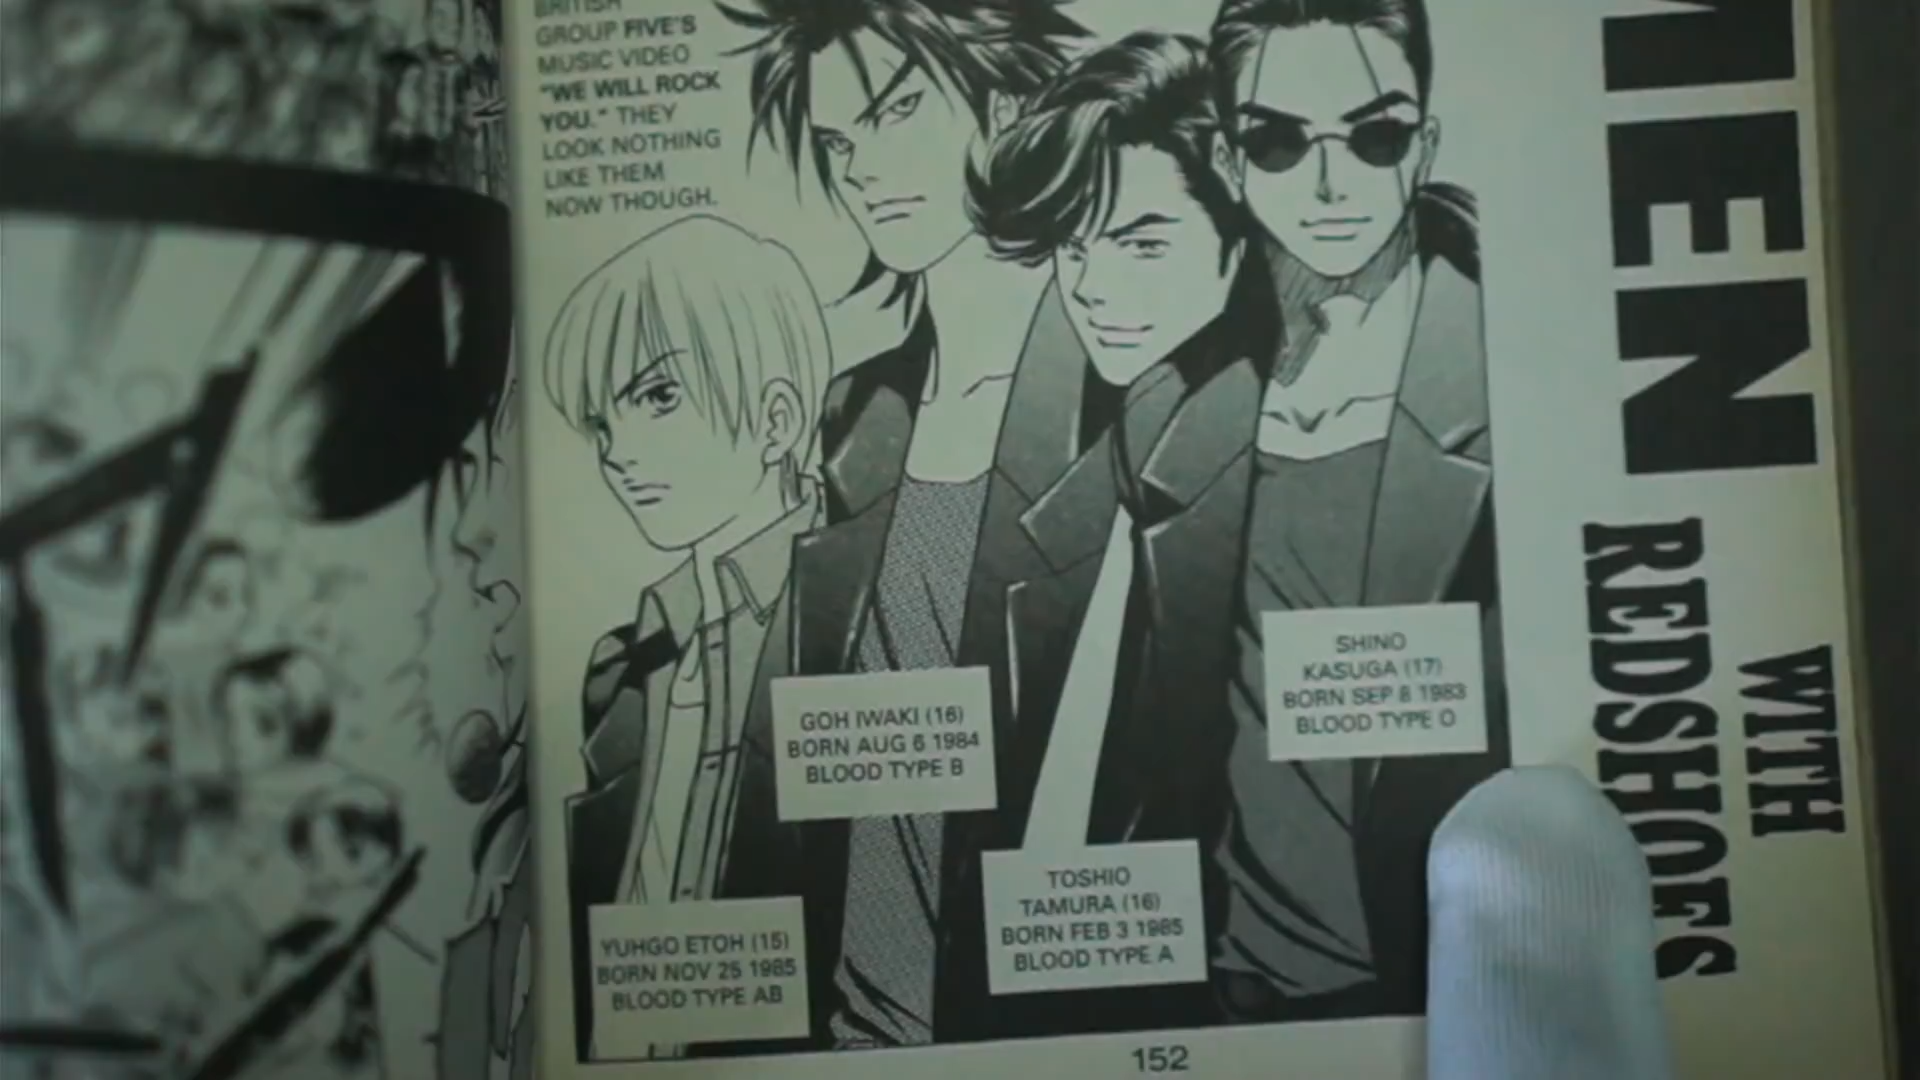 BRITISH
GROUP FIVE'S
MUSIC VIDEO
"WE WILL ROCK
YOU." THEY
LOOK NOTHING
LIKE THEM
NOW THOUGH.
SHINO
KASUGA (17)
BORN SEP 8 1983
BLOOD TYPE O
GOH IWAKI (16)
BORN AUG 6 1984
BLOOD TYPE B
TOSHIO
TAMURA (16)
BORN FEB 3 1985
BLOOD TYPE A
YUHGO ETOH (15)
BORN NOV 25 1985
BLOOD TYPE AB
152
MEN
WITH
REDSHOES